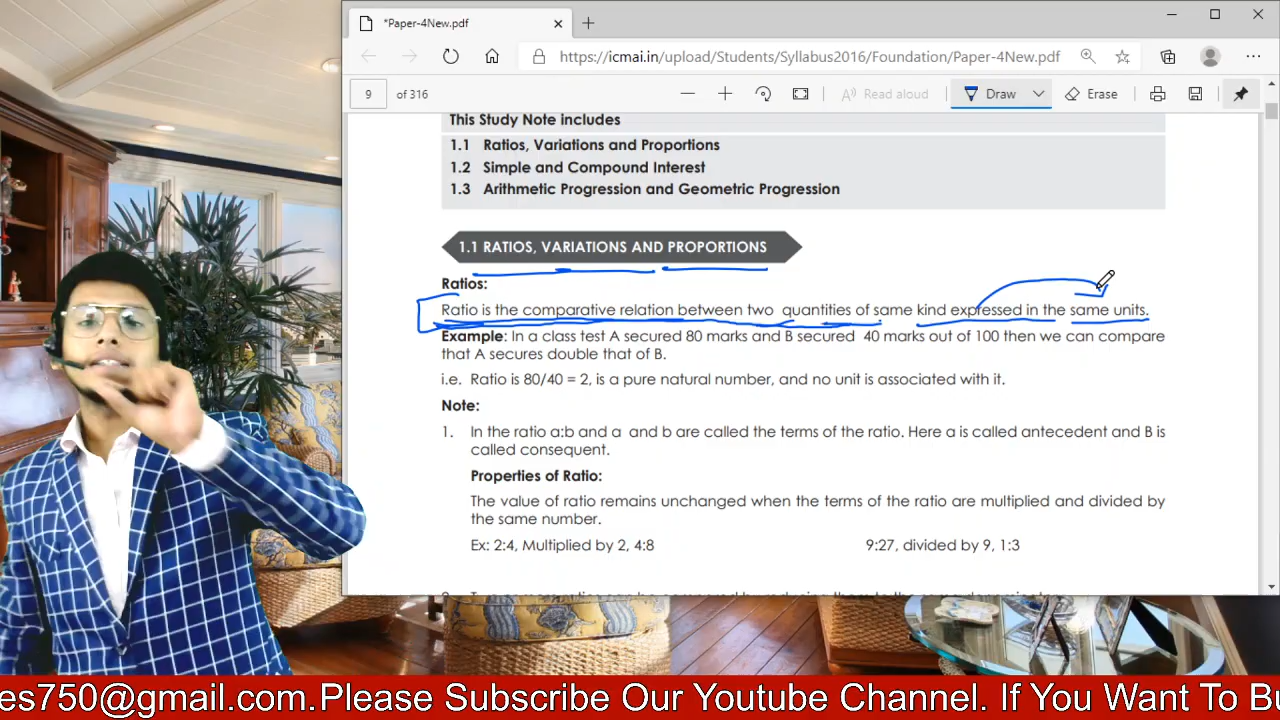 *Paper-4New.pdf
https://icmai.in/upload/Students/Syllabus2016/Foundation/Paper-4New.pdf
9 of 316 Read aloud Draw Erase
This Study Note includes
1.1 Ratios, Variations and Proportions
1.2 Simple and Compound Interest
1.3 Arithmetic Progression and Geometric Progression
1.1 RATIOS, VARIATIONS AND PROPORTIONS
Ratios:
Ratio is the comparative relation between two quantities of same kind expressed in the same units.
Example: In a class test A secured 80 marks and B secured 40 marks out of 100 then we can compare
that A secures double that of B.
i.e. Ratio is 80/40 = 2, is a pure natural number, and no unit is associated with it.
Note:
1. In the ratio a:b and a and b are called the terms of the ratio. Here a is called antecedent and B is
called consequent.
Properties of Ratio:
The value of ratio remains unchanged when the terms of the ratio are multiplied and divided by
the same number.
Ex: 2:4, Multiplied by 2, 4:8 9:27, divided by 9, 1:3
es750@gmail.com.Please Subscribe Our Youtube Channel. If You Want To Bu